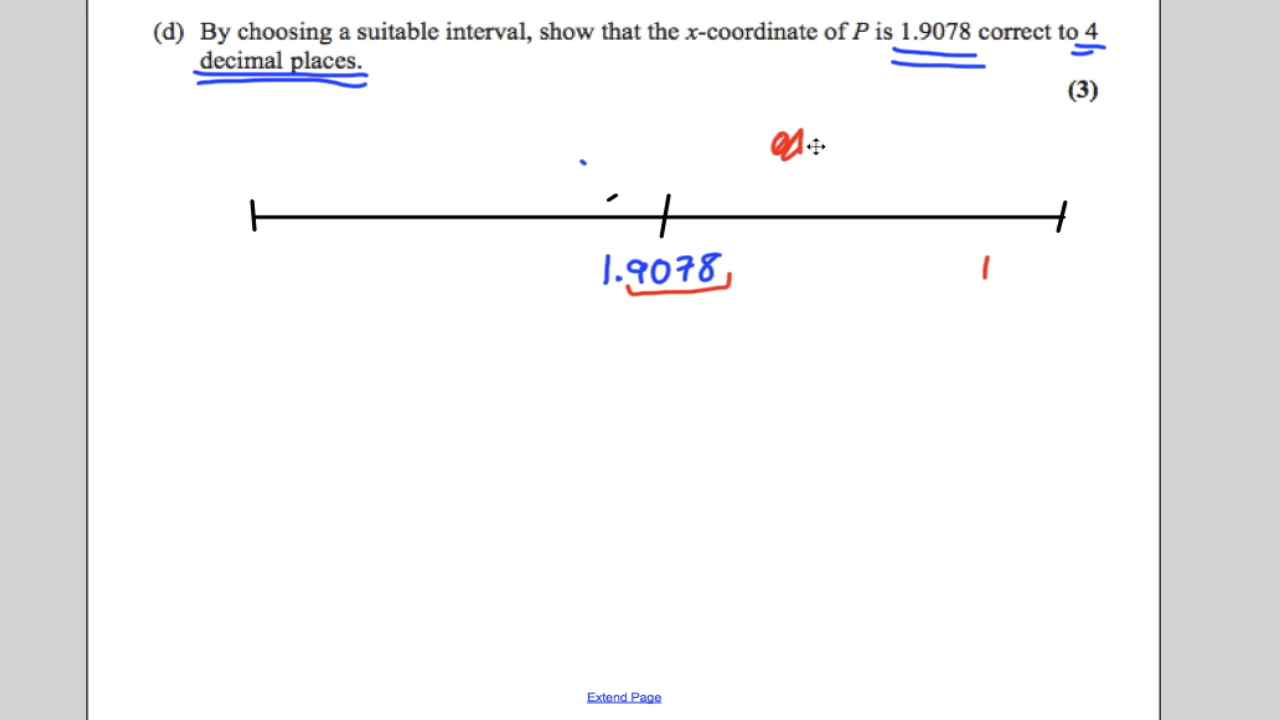 (d) By choosing a suitable interval, show that the x-coordinate of P is 1.9078 correct to 4
decimal places.
(3)
1.9078
1
Extend Page